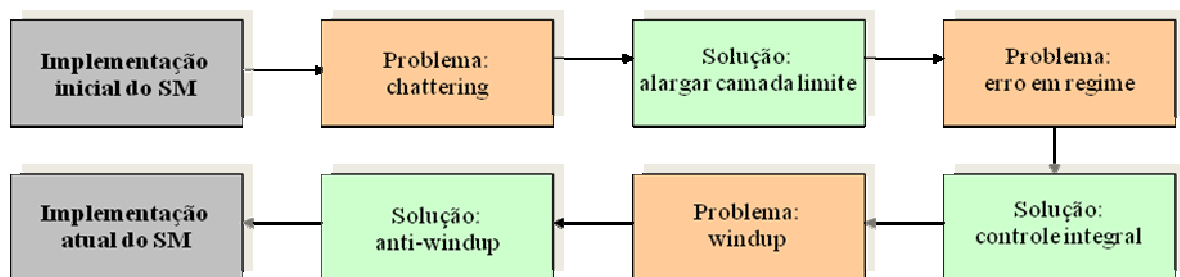 Implementação
inicial do SM
Problema:
chattering
Solução:
alargar camada limite
Problema:
erro em regime
Solução:
controle integral
Problema:
windup
Solução:
anti-windup
Implementação
atual do SM